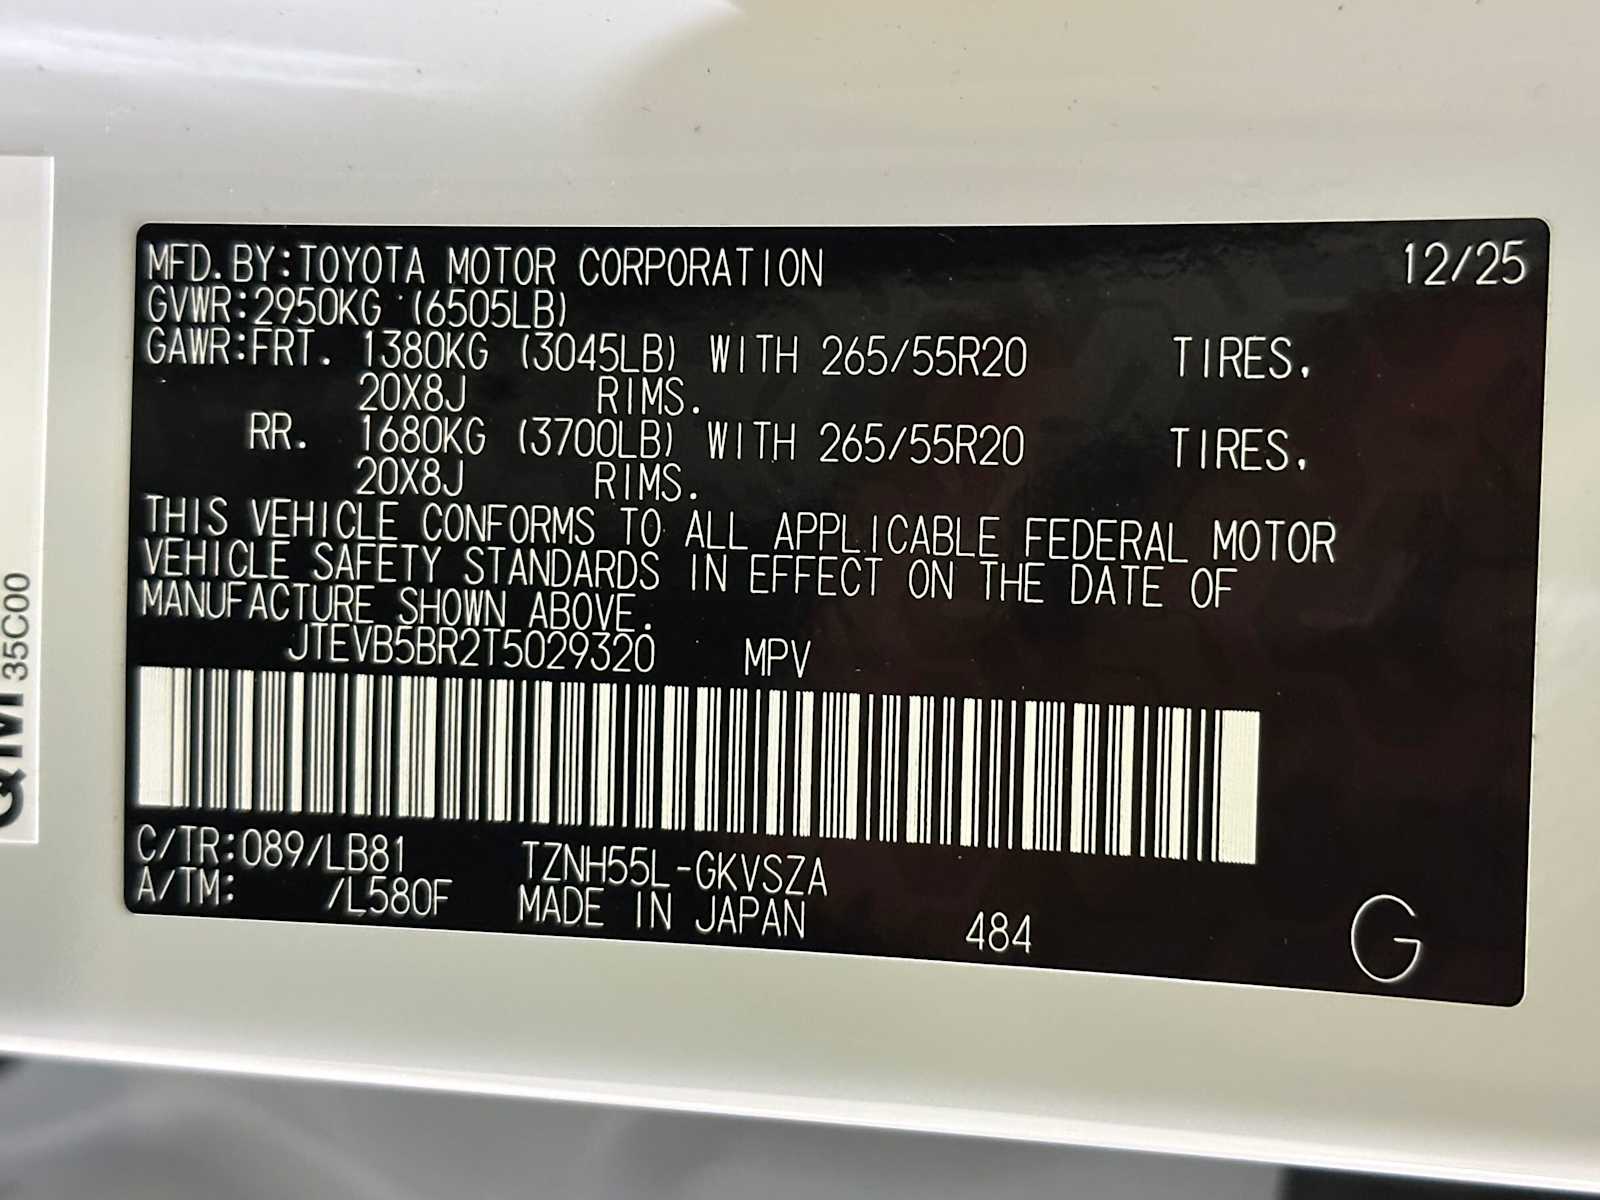 MFD.BY:TOYOTA MOTOR CORPORATION 12/25
GVWR:2950KG (6505LB)
GAWR:FRT. 1380KG (3045LB) WITH 265/55R20 TIRES,
20X8J RIMS.
RR. 1680KG (3700LB) WITH 265/55R20 TIRES,
20X8J RIMS.
THIS VEHICLE CONFORMS TO ALL APPLICABLE FEDERAL MOTOR
VEHICLE SAFETY STANDARDS IN EFFECT ON THE DATE OF
MANUFACTURE SHOWN ABOVE.
JTEVB5BR2T5029320 MPV
C/TR:089/LB81 TZNH55L-GKVSZA
A/TM: /L580F MADE IN JAPAN 484 G
35C00